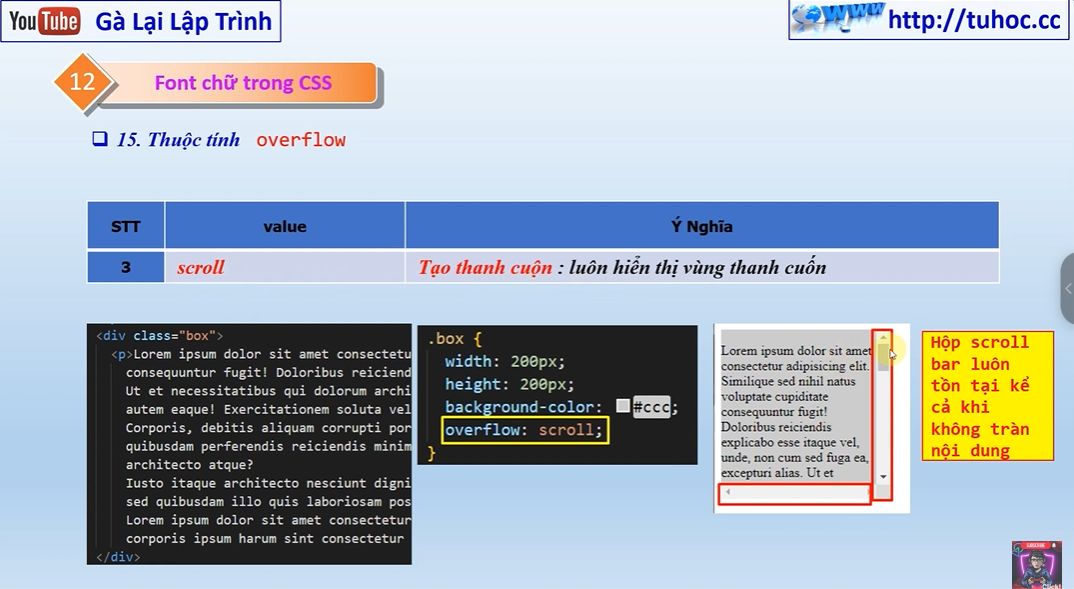 YouTube Gà Lại Lập Trình
WWW http://tuhoc.cc
12 Font chữ trong CSS
15. Thuộc tính overflow
STT value Ý Nghĩa
3 scroll Tạo thanh cuộn : luôn hiển thị vùng thanh cuốn
<div class="box">
<p>Lorem ipsum dolor sit amet consectetu
consequuntur fugit! Doloribus reiciend
Ut et necessitatibus qui dolorum archi
autem eaque! Exercitationem soluta vel
Corporis, debitis aliquam corrupti por
quibusdam perferendis reiciendis minim
architecto atque?
Iusto itaque architecto nesciunt digni
sed quibusdam illo quis laboriosam pos
Lorem ipsum dolor sit amet consectetur
corporis ipsum harum sint consectetur
</div>
.box {
width: 200px;
height: 200px;
background-color: #ccc;
overflow: scroll;
}
Lorem ipsum dolor sit amet
consectetur adipisicing elit.
Similique sed nihil natus
voluptate cupiditate
consequuntur fugit!
Doloribus reiciendis
explicabo esse itaque vel,
unde, non cum sed fuga ea,
excepturi alias. Ut et
Hộp scroll
bar luôn
tồn tại kể
cả khi
không tràn
nội dung